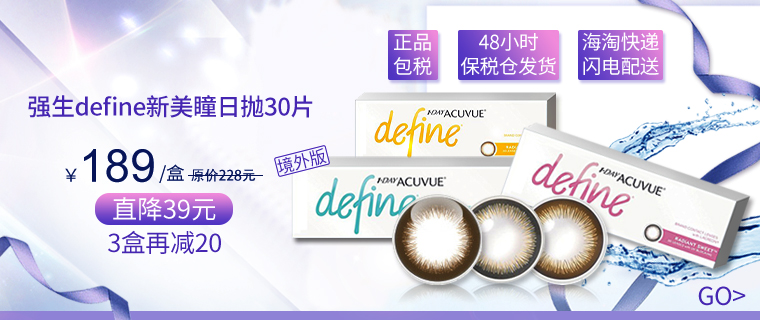 正品
包税
48小时
保税仓发货
海淘快递
闪电配送
强生define新美瞳日抛30片
¥189/盒 原价228元
境外版
直降39元
3盒再减20
1·DAY ACUVUE
define
1·DAY ACUVUE
define
1·DAY ACUVUE
define
RADIANT SWEET
GO>